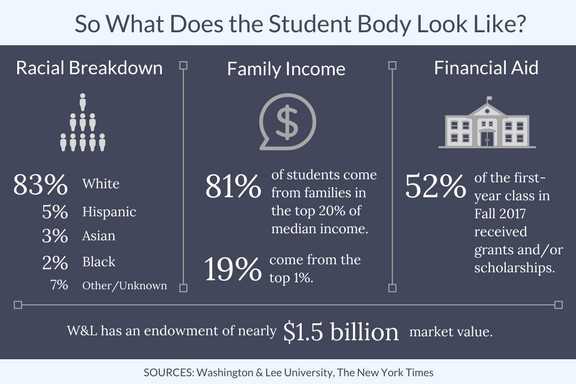 So What Does the Student Body Look Like?
Racial Breakdown
83% White
5% Hispanic
3% Asian
2% Black
7% Other/Unknown
Family Income
$
81% of students come
from families in
the top 20% of
median income.
19% come from the
top 1%.
Financial Aid
52% of the first-
year class in
Fall 2017
received
grants and/or
scholarships.
W&L has an endowment of nearly $1.5 billion market value.
SOURCES: Washington & Lee University, The New York Times